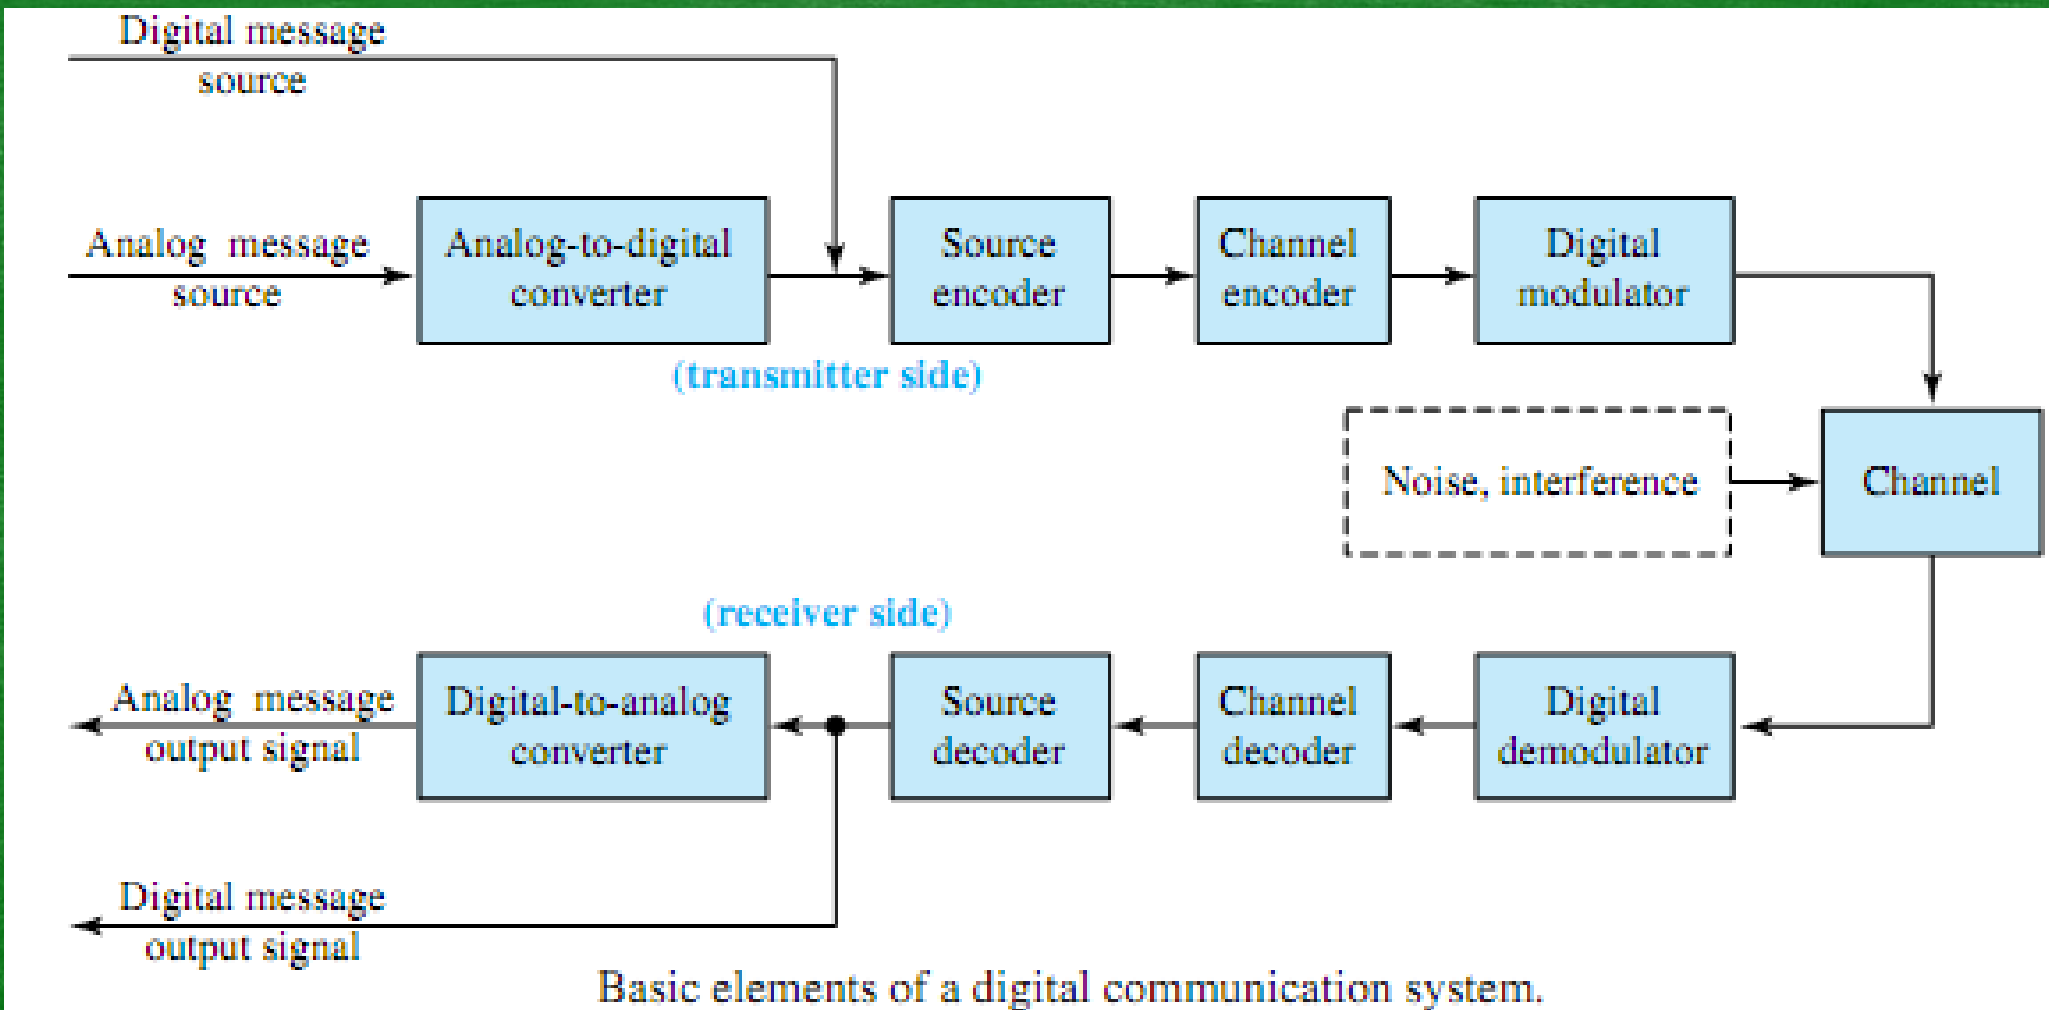 Digital message
source
Analog message
source
Analog-to-digital
converter
Source
encoder
Channel
encoder
Digital
modulator
(transmitter side)
Noise, interference
Channel
(receiver side)
Analog message
output signal
Digital-to-analog
converter
Source
decoder
Channel
decoder
Digital
demodulator
Digital message
output signal
Basic elements of a digital communication system.